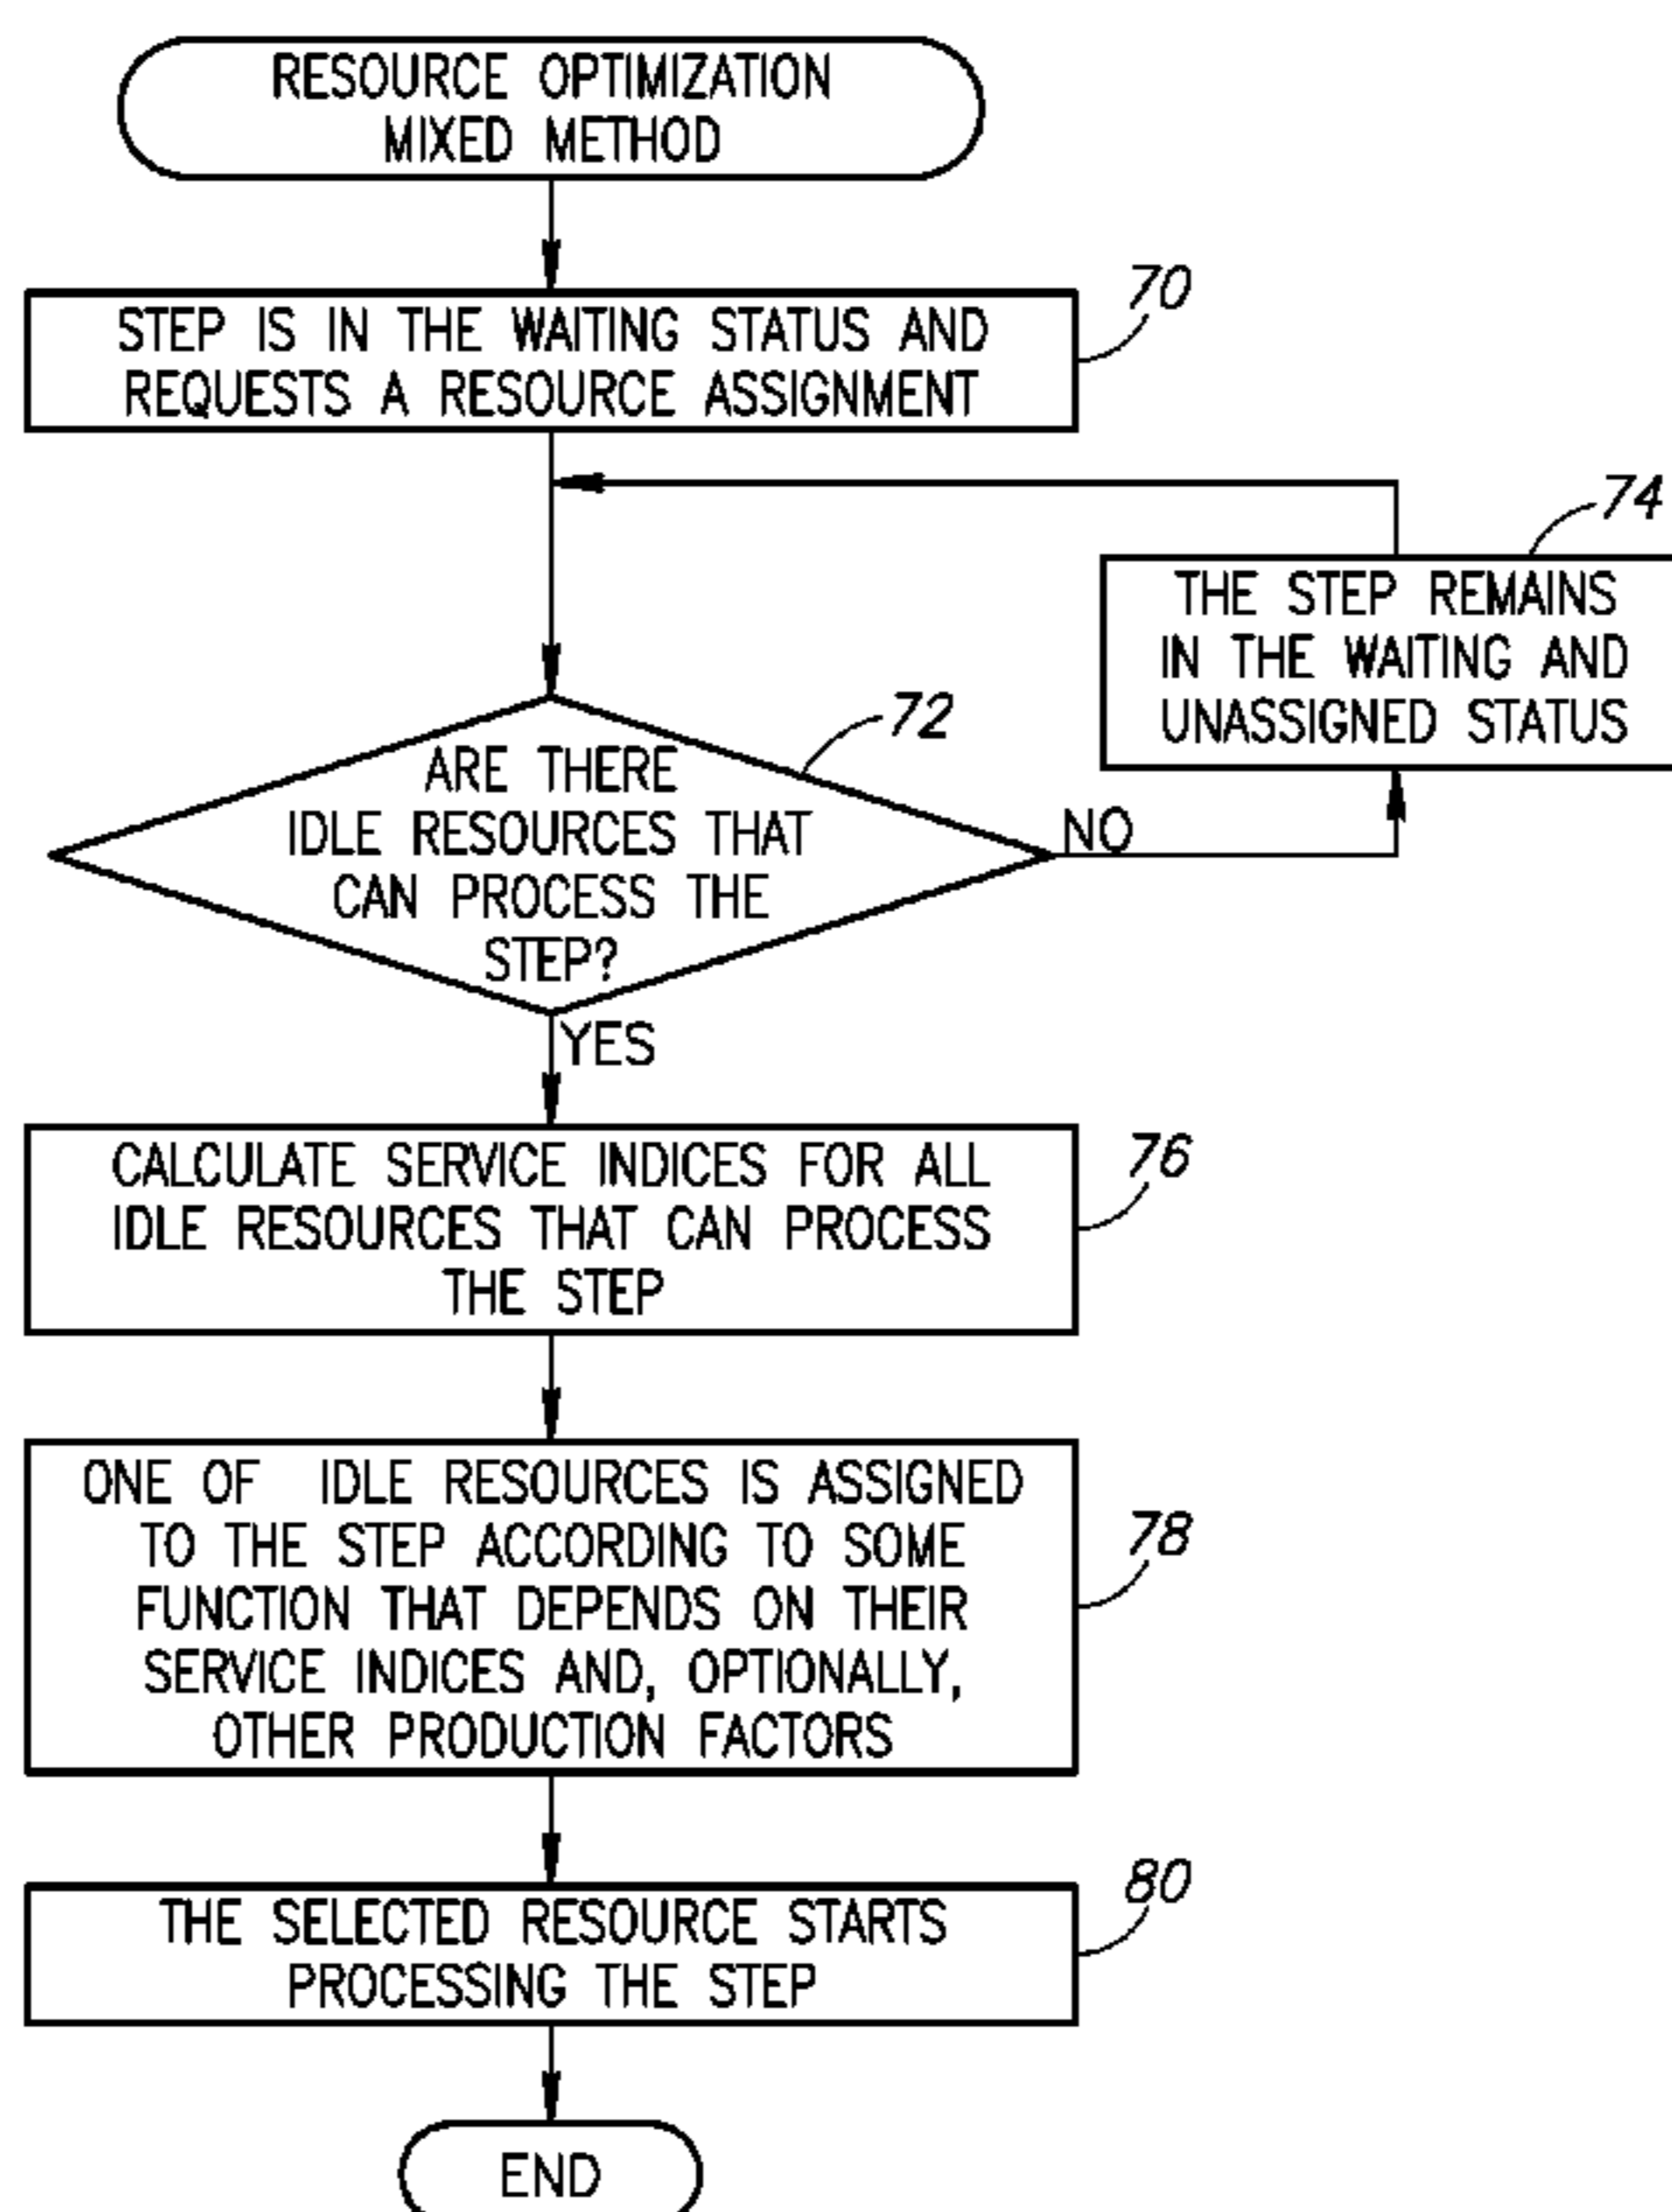 RESOURCE OPTIMIZATION
MIXED METHOD
70
STEP IS IN THE WAITING STATUS AND
REQUESTS A RESOURCE ASSIGNMENT
74
THE STEP REMAINS
IN THE WAITING AND
UNASSIGNED STATUS
72
ARE THERE
IDLE RESOURCES THAT
CAN PROCESS THE
STEP?
NO
YES
76
CALCULATE SERVICE INDICES FOR ALL
IDLE RESOURCES THAT CAN PROCESS
THE STEP
78
ONE OF IDLE RESOURCES IS ASSIGNED
TO THE STEP ACCORDING TO SOME
FUNCTION THAT DEPENDS ON THEIR
SERVICE INDICES AND, OPTIONALLY,
OTHER PRODUCTION FACTORS
80
THE SELECTED RESOURCE STARTS
PROCESSING THE STEP
END